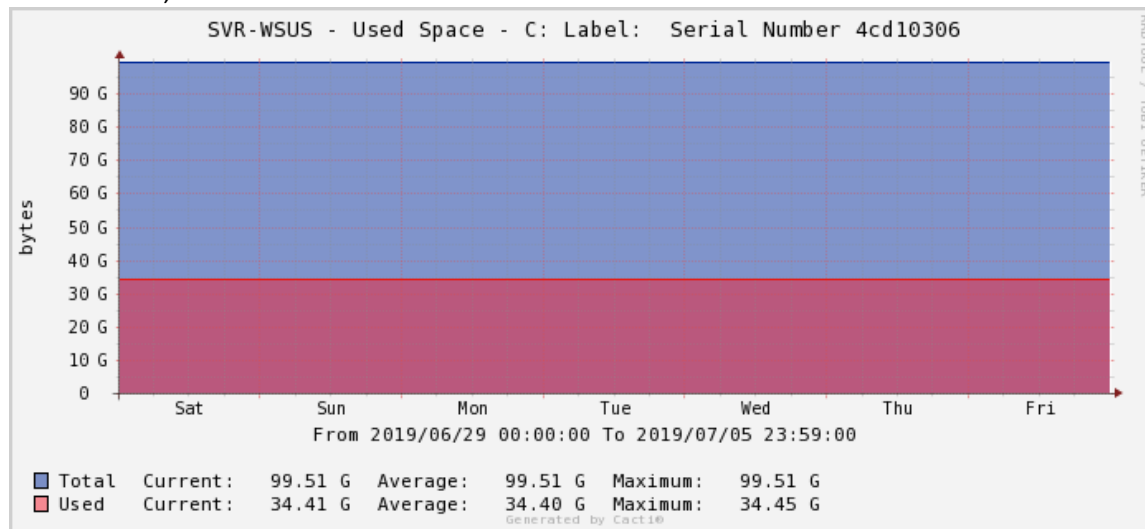 SVR-WSUS - Used Space - C: Label:  Serial Number 4cd10306
bytes
90 G
80 G
70 G
60 G
50 G
40 G
30 G
20 G
10 G
0
Sat Sun Mon Tue Wed Thu Fri
From 2019/06/29 00:00:00 To 2019/07/05 23:59:00
Total Current: 99.51 G Average: 99.51 G Maximum: 99.51 G
Used Current: 34.41 G Average: 34.40 G Maximum: 34.45 G
Generated by Cacti®